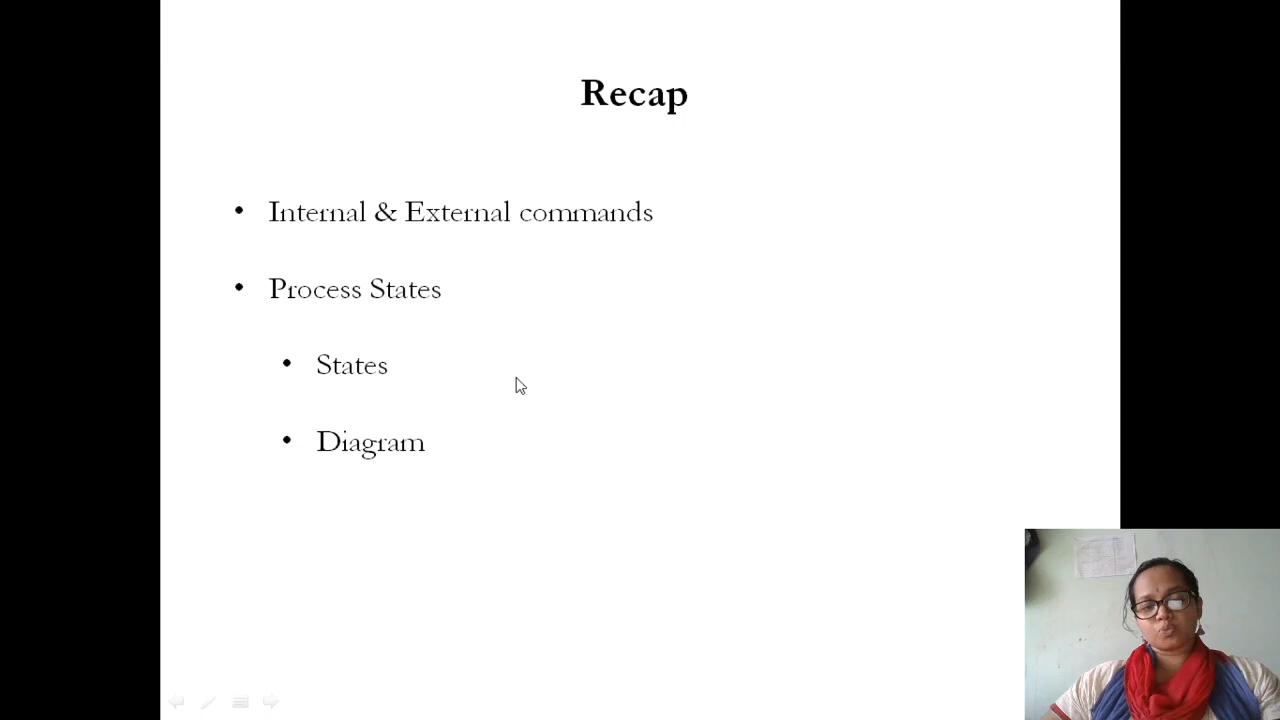 Recap
• Internal & External commands
• Process States
• States
• Diagram